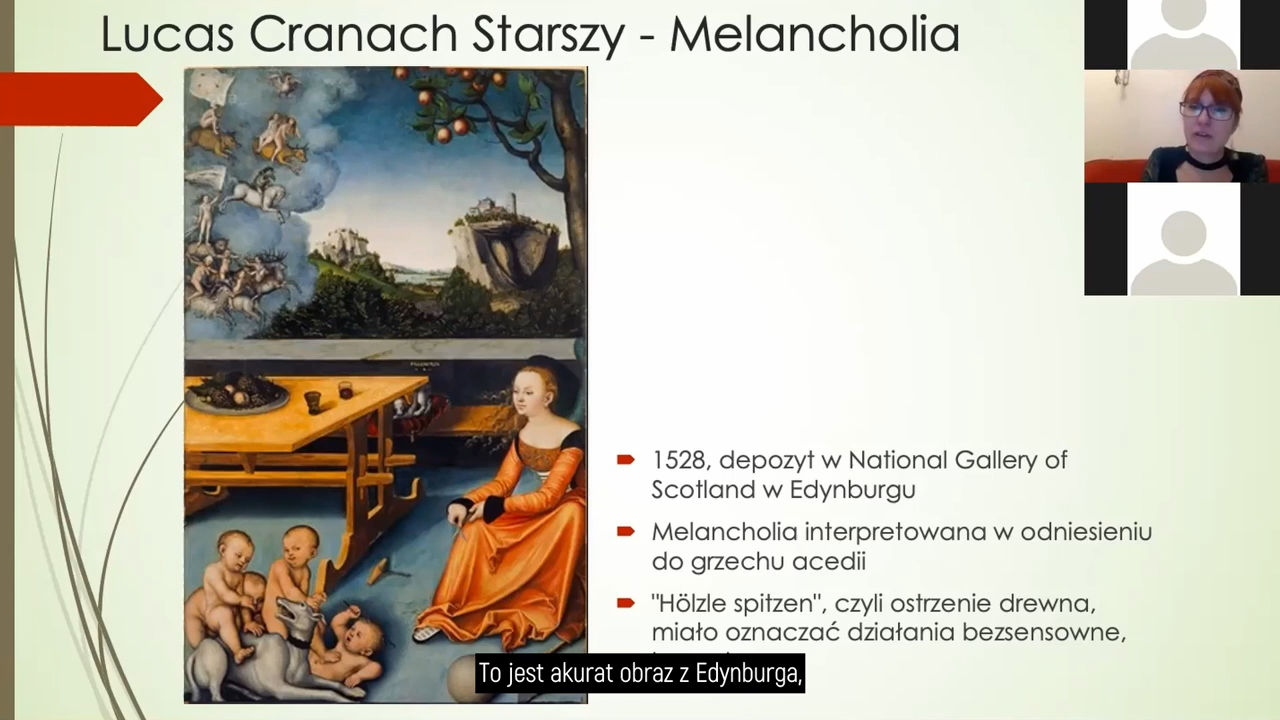 Lucas Cranach Starszy - Melancholia
1528, depozyt w National Gallery of
Scotland w Edynburgu
Melancholia interpretowana w odniesieniu
do grzechu acedii
"Hölzle spitzen", czyli ostrzenie drewna,
miało oznaczać działania bezsensowne,
To jest akurat obraz z Edynburga,